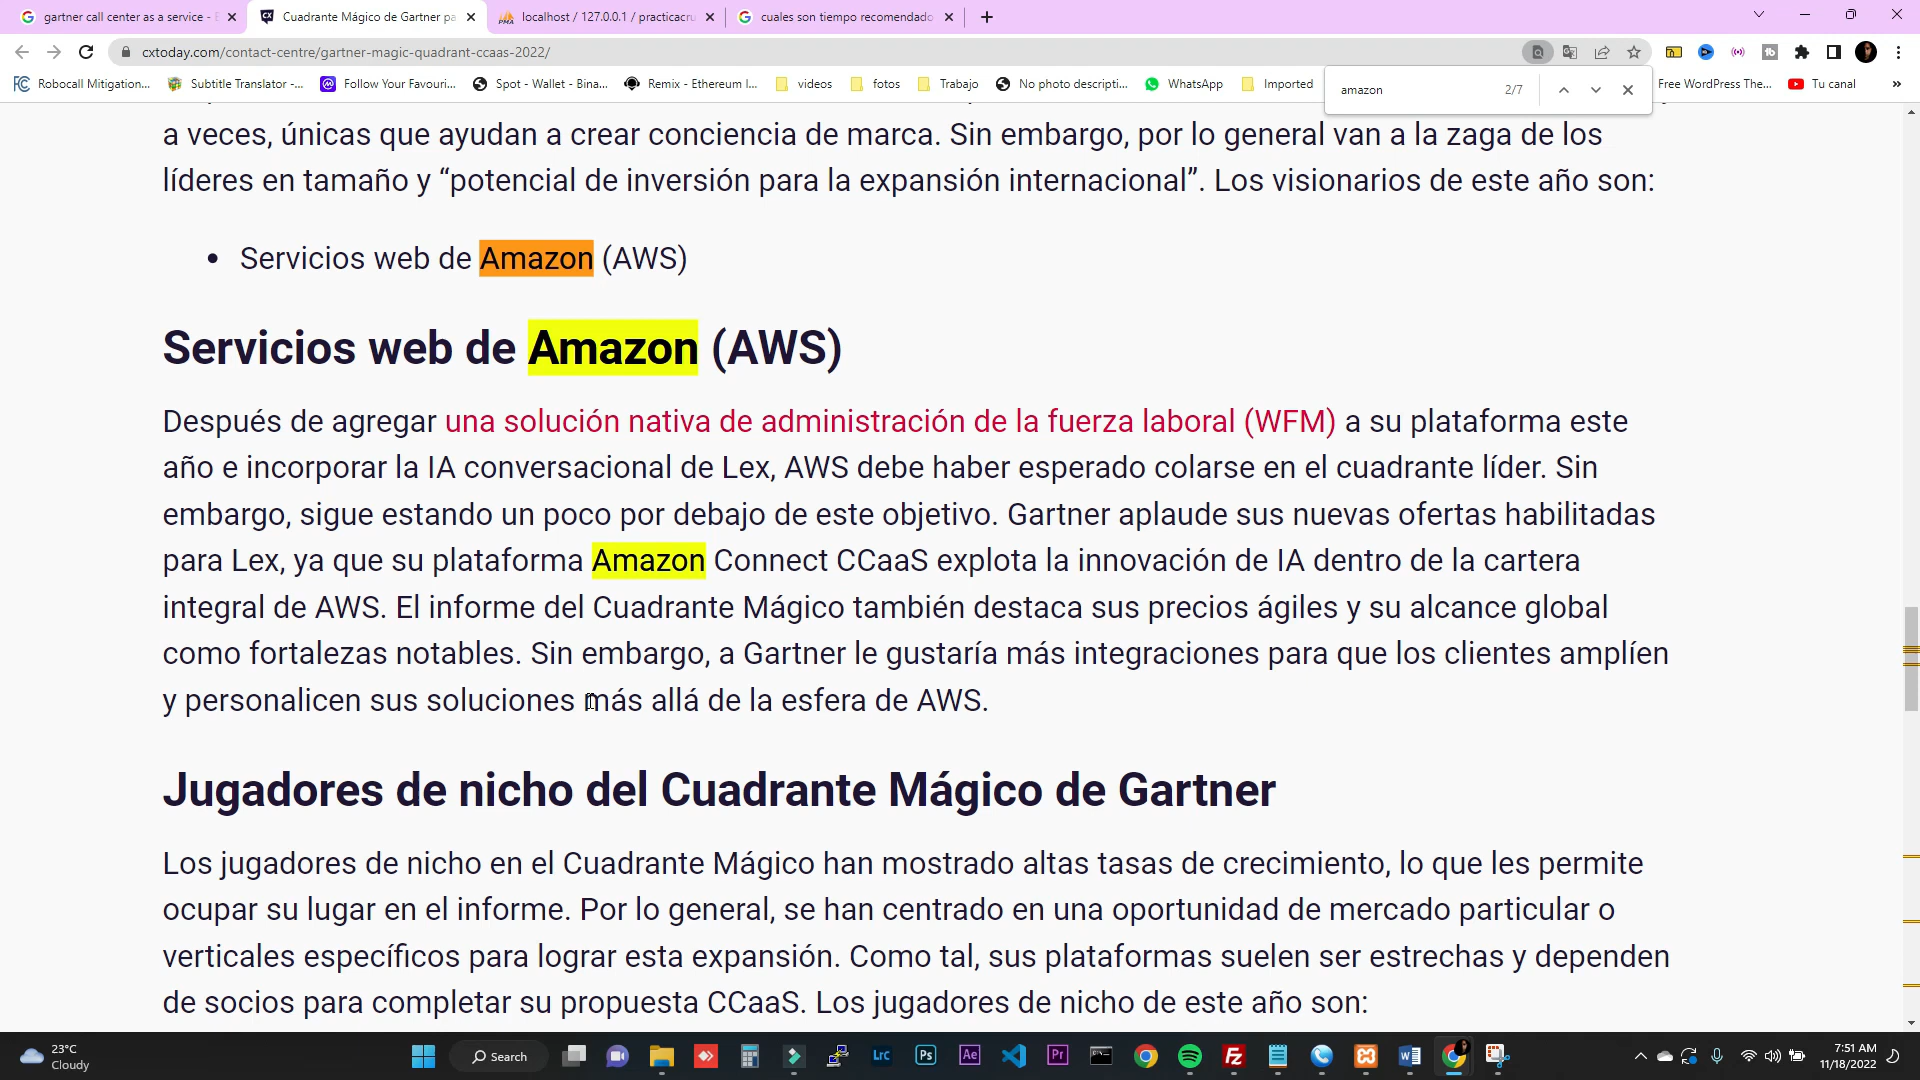 gartner call center as a service -
Cuadrante Mágico de Gartner pa
localhost / 127.0.0.1 / practicacru
cuales son tiempo recomendado
cxtoday.com/contact-centre/gartner-magic-quadrant-ccaas-2022/
Robocall Mitigation...
Subtitle Translator -...
Follow Your Favouri...
Spot - Wallet - Bina...
Remix - Ethereum I...
videos
fotos
Trabajo
No photo descripti...
WhatsApp
Imported
Free WordPress The...
Tu canal
»
amazon 2/7
a veces, únicas que ayudan a crear conciencia de marca. Sin embargo, por lo general van a la zaga de los
líderes en tamaño y “potencial de inversión para la expansión internacional”. Los visionarios de este año son:
• Servicios web de Amazon (AWS)
Servicios web de Amazon (AWS)
Después de agregar una solución nativa de administración de la fuerza laboral (WFM) a su plataforma este
año e incorporar la IA conversacional de Lex, AWS debe haber esperado colarse en el cuadrante líder. Sin
embargo, sigue estando un poco por debajo de este objetivo. Gartner aplaude sus nuevas ofertas habilitadas
para Lex, ya que su plataforma Amazon Connect CCaaS explota la innovación de IA dentro de la cartera
integral de AWS. El informe del Cuadrante Mágico también destaca sus precios ágiles y su alcance global
como fortalezas notables. Sin embargo, a Gartner le gustaría más integraciones para que los clientes amplíen
y personalicen sus soluciones más allá de la esfera de AWS.
Jugadores de nicho del Cuadrante Mágico de Gartner
Los jugadores de nicho en el Cuadrante Mágico han mostrado altas tasas de crecimiento, lo que les permite
ocupar su lugar en el informe. Por lo general, se han centrado en una oportunidad de mercado particular o
verticales específicos para lograr esta expansión. Como tal, sus plataformas suelen ser estrechas y dependen
de socios para completar su propuesta CCaaS. Los jugadores de nicho de este año son:
23°C
Cloudy
Search
Lrc
Ps
Ae
Pr
7:51 AM
11/18/2022